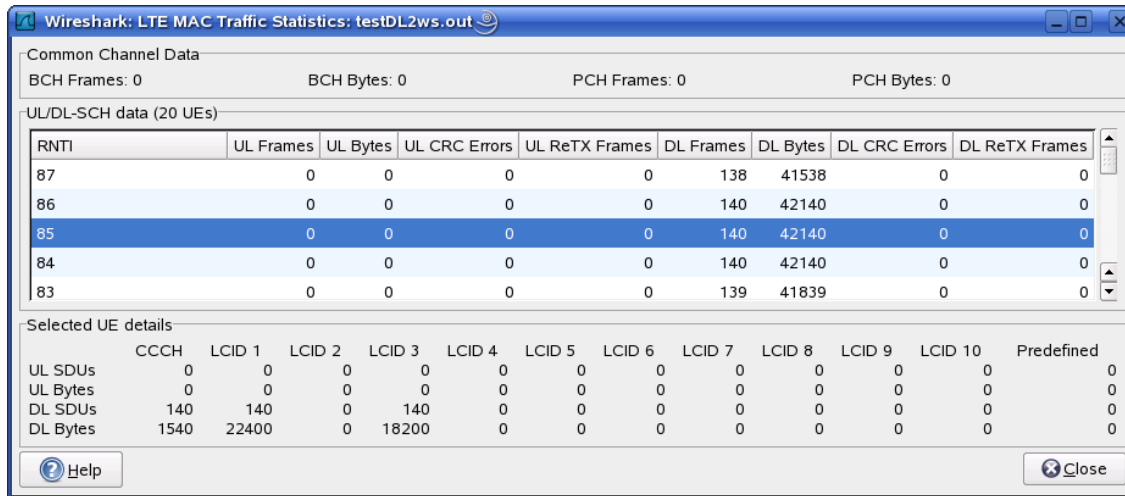 Wireshark: LTE MAC Traffic Statistics: testDL2ws.out
Common Channel Data
BCH Frames: 0 BCH Bytes: 0 PCH Frames: 0 PCH Bytes: 0
UL/DL-SCH data (20 UEs)
RNTI UL Frames UL Bytes UL CRC Errors UL ReTX Frames DL Frames DL Bytes DL CRC Errors DL ReTX Frames
87 0 0 0 0 138 41538 0 0
86 0 0 0 0 140 42140 0 0
85 0 0 0 0 140 42140 0 0
84 0 0 0 0 140 42140 0 0
83 0 0 0 0 139 41839 0 0
Selected UE details
CCCH LCID 1 LCID 2 LCID 3 LCID 4 LCID 5 LCID 6 LCID 7 LCID 8 LCID 9 LCID 10 Predefined
UL SDUs 0 0 0 0 0 0 0 0 0 0 0 0
UL Bytes 0 0 0 0 0 0 0 0 0 0 0 0
DL SDUs 140 140 0 140 0 0 0 0 0 0 0 0
DL Bytes 1540 22400 0 18200 0 0 0 0 0 0 0 0
Help Close